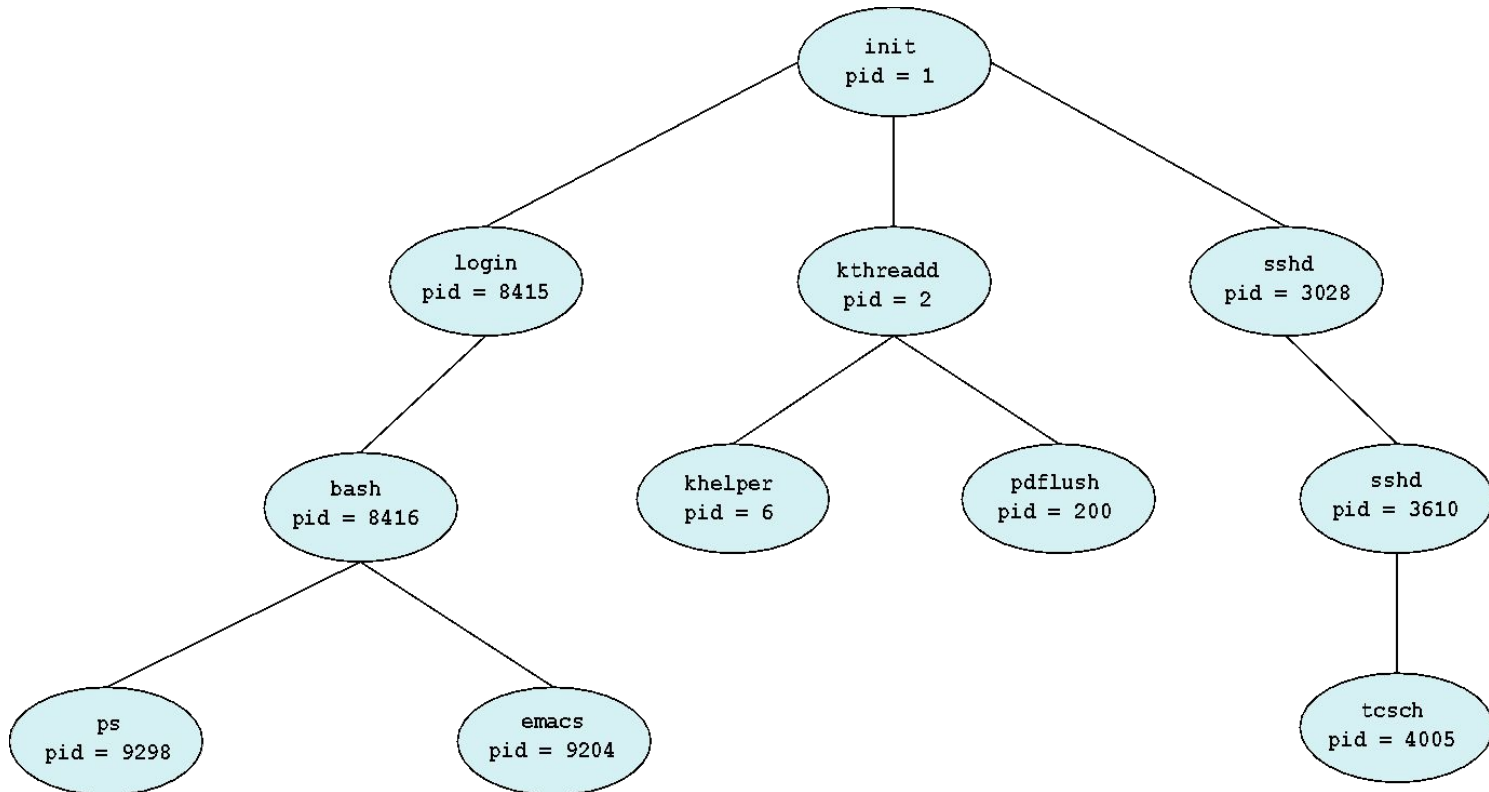 init
pid = 1
login
pid = 8415
kthreadd
pid = 2
sshd
pid = 3028
bash
pid = 8416
khelper
pid = 6
pdflush
pid = 200
sshd
pid = 3610
ps
pid = 9298
emacs
pid = 9204
tcsch
pid = 4005